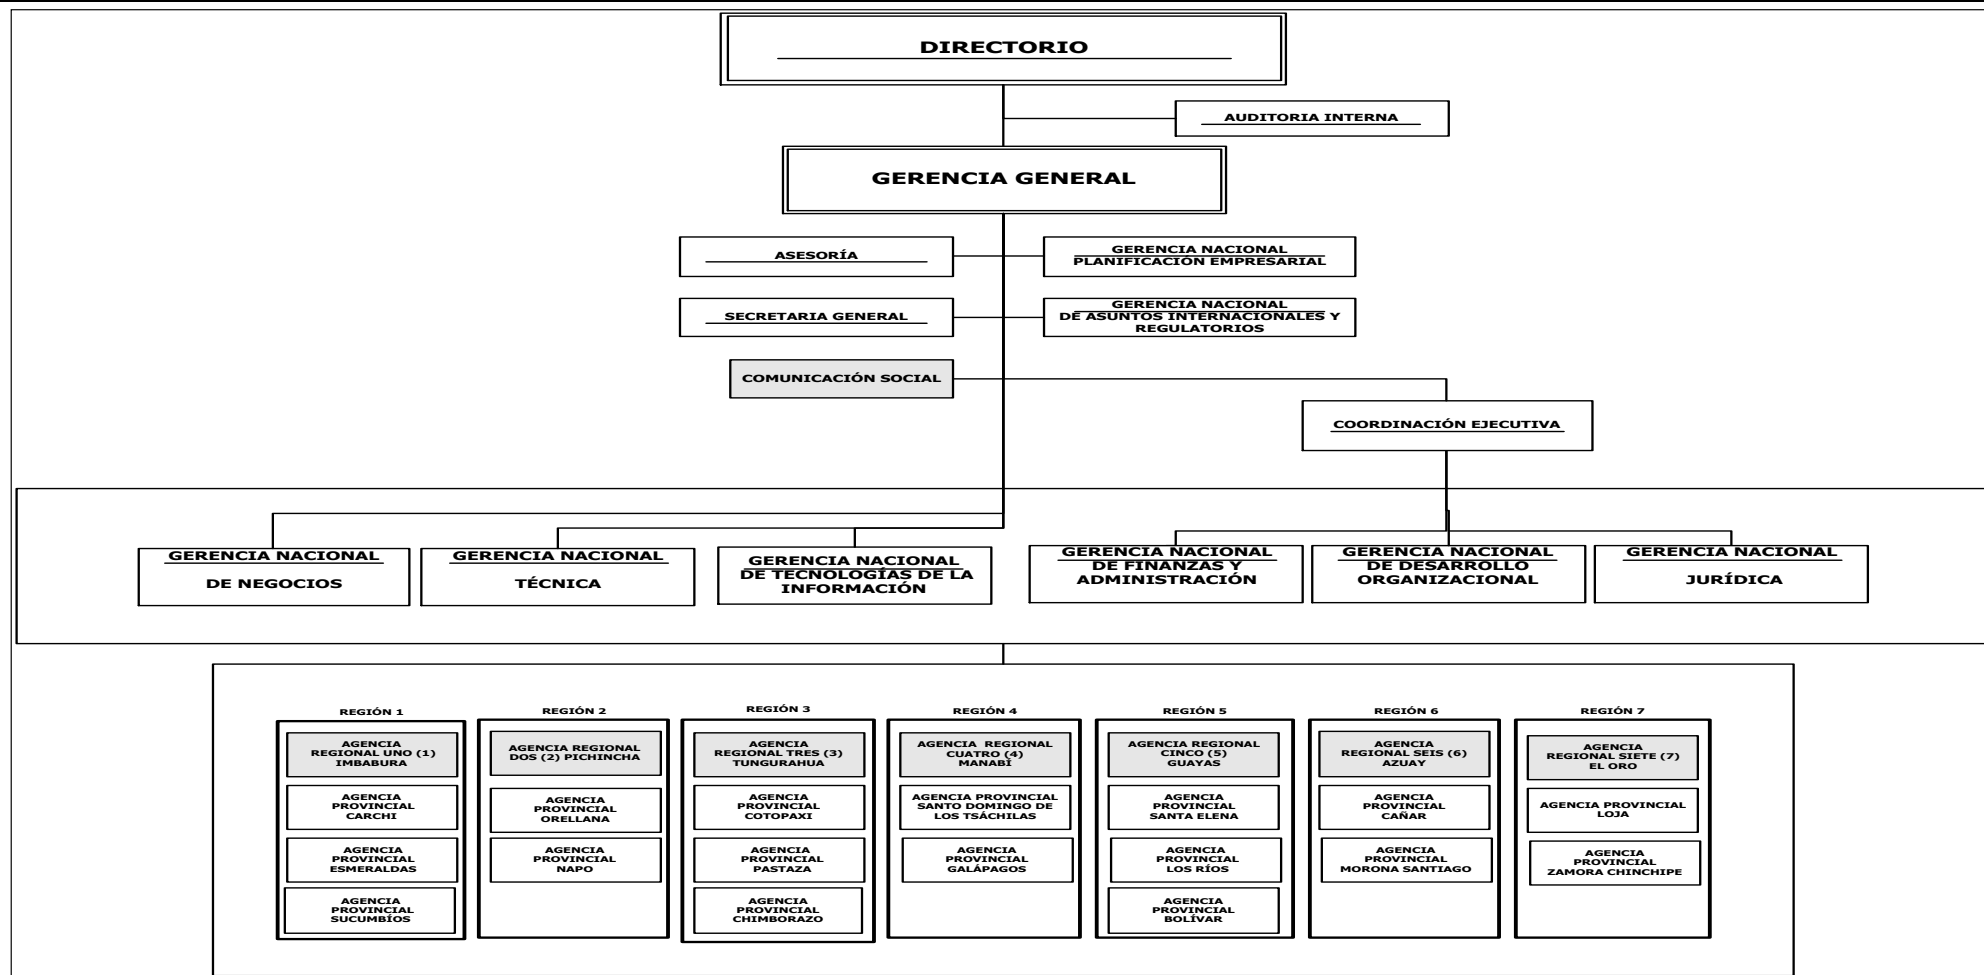 DIRECTORIO
AUDITORIA INTERNA
GERENCIA GENERAL
ASESORÍA
GERENCIA NACIONAL
PLANIFICACIÓN EMPRESARIAL
SECRETARIA GENERAL
GERENCIA NACIONAL
DE ASUNTOS INTERNACIONALES Y
REGULATORIOS
COMUNICACIÓN SOCIAL
COORDINACIÓN EJECUTIVA
GERENCIA NACIONAL
DE NEGOCIOS
GERENCIA NACIONAL
TÉCNICA
GERENCIA NACIONAL
DE TECNOLOGÍAS DE LA
INFORMACIÓN
GERENCIA NACIONAL
DE FINANZAS Y
ADMINISTRACIÓN
GERENCIA NACIONAL
DE DESARROLLO
ORGANIZACIONAL
GERENCIA NACIONAL
JURÍDICA
REGIÓN 1
AGENCIA
REGIONAL UNO (1)
IMBABURA
AGENCIA
PROVINCIAL
CARCHI
AGENCIA
PROVINCIAL
ESMERALDAS
AGENCIA
PROVINCIAL
SUCUMBÍOS
REGIÓN 2
AGENCIA REGIONAL
DOS (2) PICHINCHA
AGENCIA
PROVINCIAL
ORELLANA
AGENCIA
PROVINCIAL
NAPO
REGIÓN 3
AGENCIA
REGIONAL TRES (3)
TUNGURAHUA
AGENCIA
PROVINCIAL
COTOPAXI
AGENCIA
PROVINCIAL
PASTAZA
AGENCIA
PROVINCIAL
CHIMBORAZO
REGIÓN 4
AGENCIA REGIONAL
CUATRO (4)
MANABÍ
AGENCIA PROVINCIAL
SANTO DOMINGO DE
LOS TSÁCHILAS
AGENCIA
PROVINCIAL
GALÁPAGOS
REGIÓN 5
AGENCIA REGIONAL
CINCO (5)
GUAYAS
AGENCIA
PROVINCIAL
SANTA ELENA
AGENCIA
PROVINCIAL
LOS RÍOS
AGENCIA
PROVINCIAL
BOLÍVAR
REGIÓN 6
AGENCIA
REGIONAL SEIS (6)
AZUAY
AGENCIA
PROVINCIAL
CAÑAR
AGENCIA
PROVINCIAL
MORONA SANTIAGO
REGIÓN 7
AGENCIA
REGIONAL SIETE (7)
EL ORO
AGENCIA PROVINCIAL
LOJA
AGENCIA
PROVINCIAL
ZAMORA CHINCHIPE